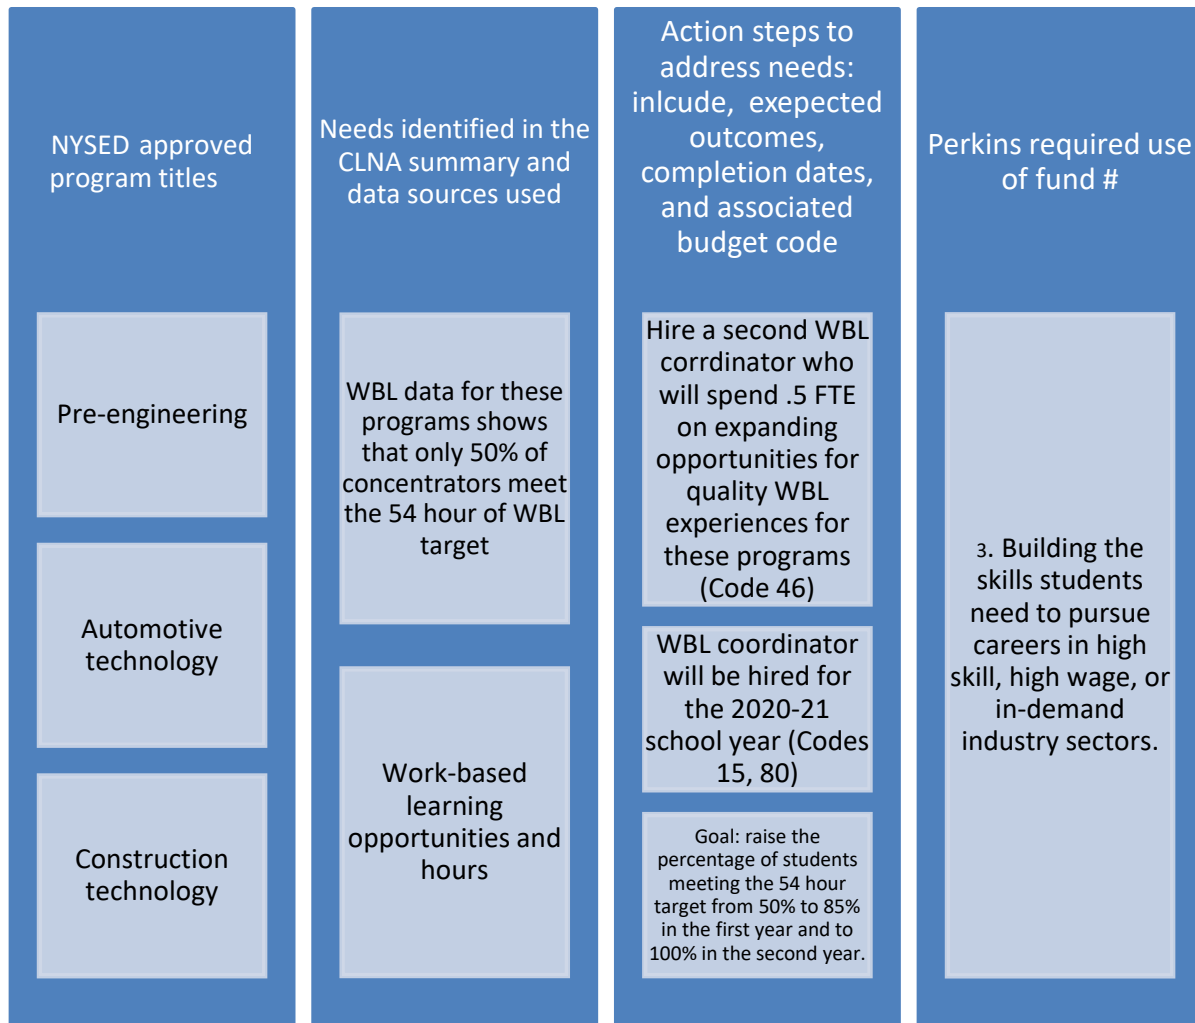 NYSED approved
program titles
Pre-engineering
Automotive
technology
Construction
technology
Needs identified in the
CLNA summary and
data sources used
WBL data for these
programs shows
that only 50% of
concentrators meet
the 54 hour of WBL
target
Work-based
learning
opportunities and
hours
Action steps to
address needs:
inlcude, exepected
outcomes,
completion dates,
and associated
budget code
Hire a second WBL
corrdinator who
will spend .5 FTE
on expanding
opportunities for
quality WBL
experiences for
these programs
(Code 46)
WBL coordinator
will be hired for
the 2020-21
school year (Codes
15, 80)
Goal: raise the
percentage of students
meeting the 54 hour
target from 50% to 85%
in the first year and to
100% in the second year.
Perkins required use
of fund #
3. Building the
skills students
need to pursue
careers in high
skill, high wage, or
in-demand
industry sectors.